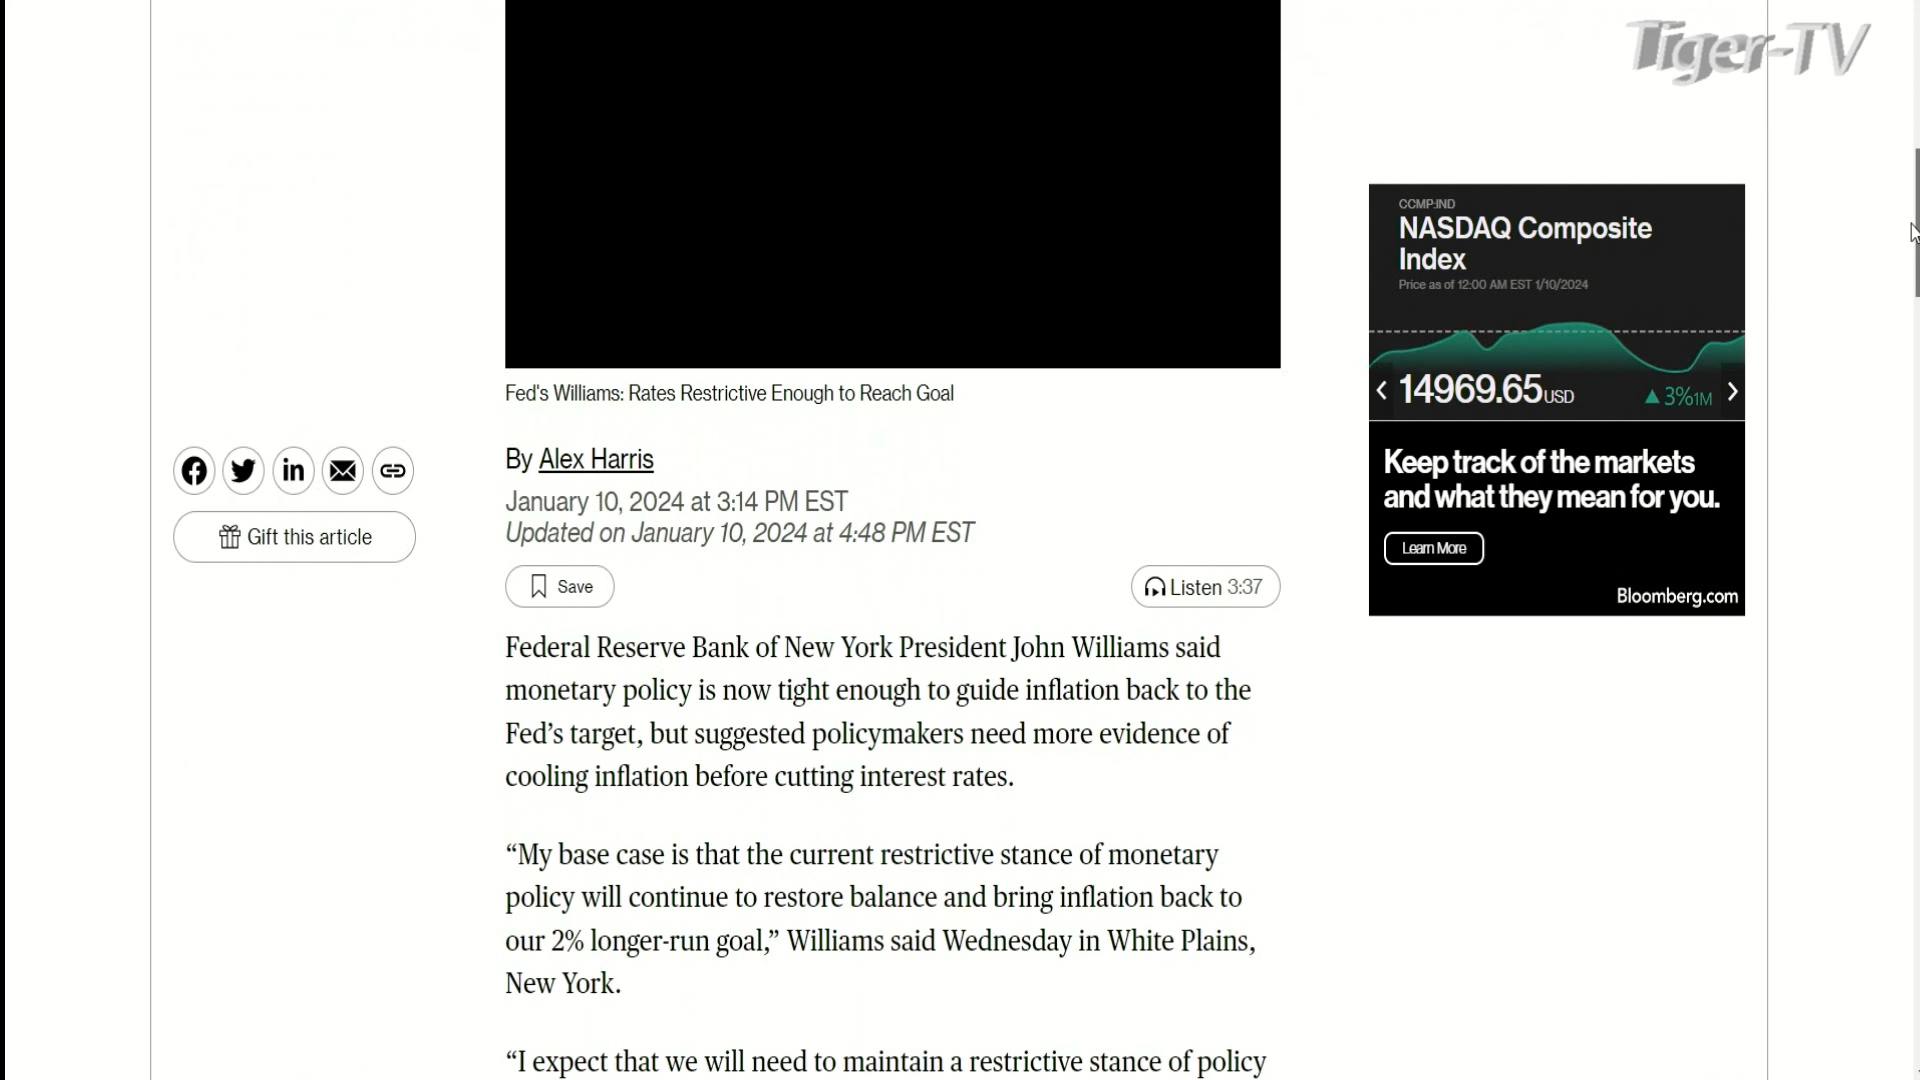 Tiger-TV
CCMP:IND
NASDAQ Composite
Index
Price as of 12:00 AM EST 1/10/2024
14969.65 USD
▲ 3% 1M
Keep track of the markets
and what they mean for you.
Learn More
Bloomberg.com
Fed's Williams: Rates Restrictive Enough to Reach Goal
Gift this article
By Alex Harris
January 10, 2024 at 3:14 PM EST
Updated on January 10, 2024 at 4:48 PM EST
Save
Listen 3:37
Federal Reserve Bank of New York President John Williams said
monetary policy is now tight enough to guide inflation back to the
Fed’s target, but suggested policymakers need more evidence of
cooling inflation before cutting interest rates.
“My base case is that the current restrictive stance of monetary
policy will continue to restore balance and bring inflation back to
our 2% longer-run goal,” Williams said Wednesday in White Plains,
New York.
“I expect that we will need to maintain a restrictive stance of policy